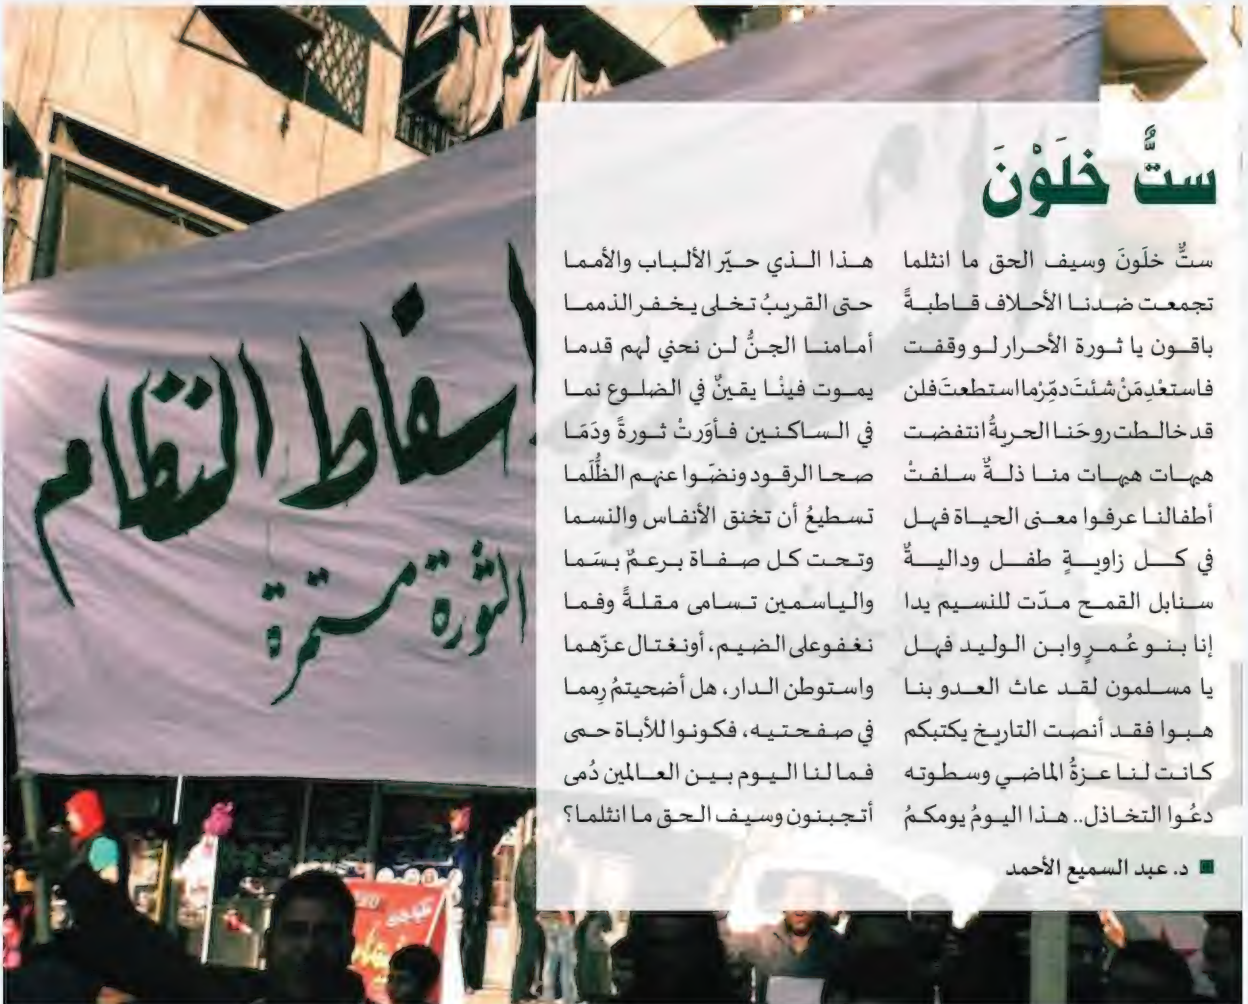 ستٌّ خلَوْنَ
ستٌّ خلَونَ وسيف الحق ما انثلما هـذا الـذي حيّر الألباب والأمما
تجمعت ضدنا الأحلاف قاطبةً حتى القريبُ تخلى يخفر الذمما
باقون يا ثورة الأحرار لو وقفت أمامنا الجنُّ لن نحني لهم قدما
فاستعْدِ مَنْ شئتَ دمّرْ ما استطعتَ فلن يموت فينْا يقينٌ في الضلوع نما
قد خالطت روحَنا الحريةُ انتفضت في الساكنين فأوَرتْ ثورةً ودَمَا
هيهات هيهات منا ذلةٌ سلفتْ صحا الرقود ونضّوا عنهم الظُّلَما
أطفالنا عرفوا معنى الحياة فهل تسطيعُ أن تخنق الأنفاس والنسما
في كل زاويةٍ طفل وداليةٌ وتحت كل صفاة برعمٌ بسَما
سنابل القمح مدّت للنسيم يدا والياسمين تسامى مقلةً وفما
إنا بنو عُمرٍ وابن الوليد فهل نغفو على الضيم، أو نغتال عزّهما
يا مسلمون لقد عاث العدو بنا واستوطن الدار، هل أضحيتمُ رِمما
هبوا فقد أنصت التاريخ يكتبكم في صفحتيه، فكونوا للأباة حمى
كانت لنا عزةُ الماضي وسطوته فما لنا اليوم بين العالمين دُمى
دعُوا التخاذل.. هذا اليومُ يومكمُ أتجبنون وسيف الحق ما انثلما؟
د. عبد السميع الأحمد
اسقاط النظام
الثورة مستمرة